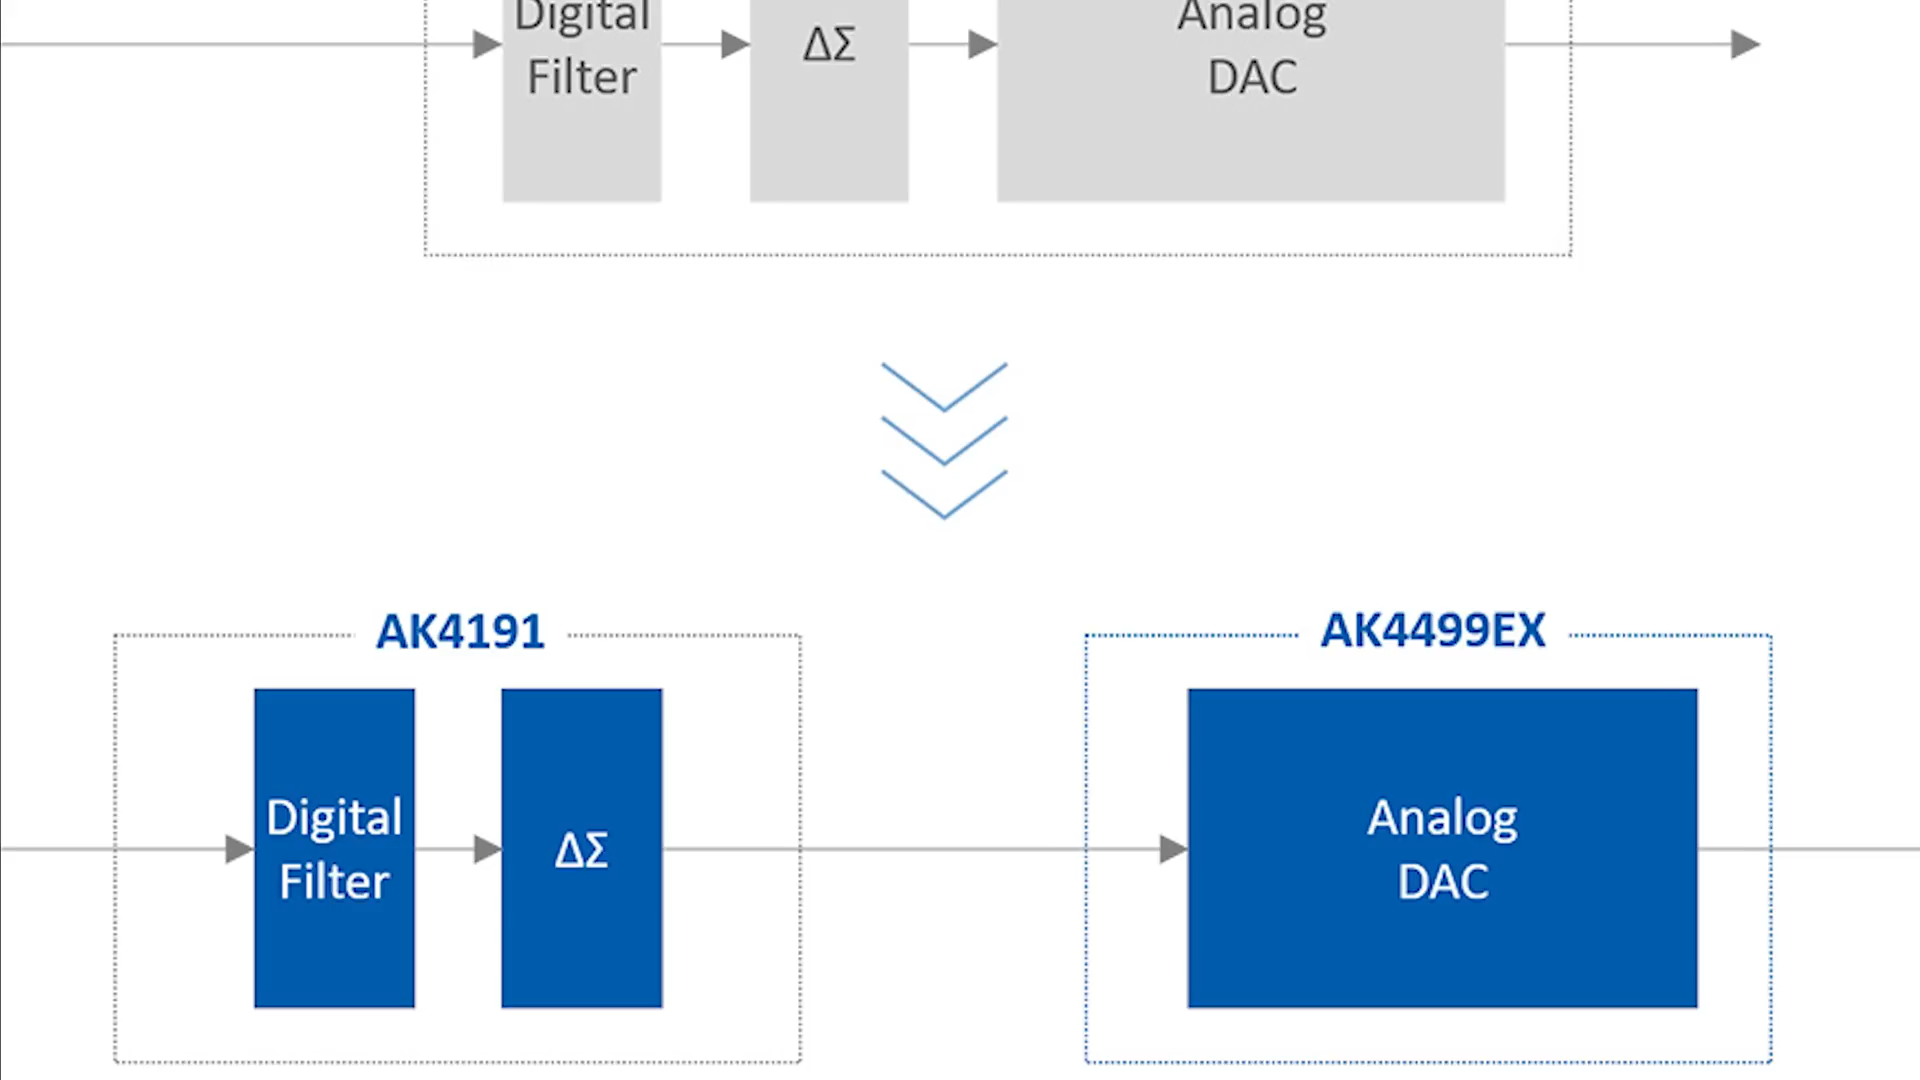 Digital
Filter
ΔΣ
Analog
DAC
AK4191
AK4499EX
Digital
Filter
ΔΣ
Analog
DAC